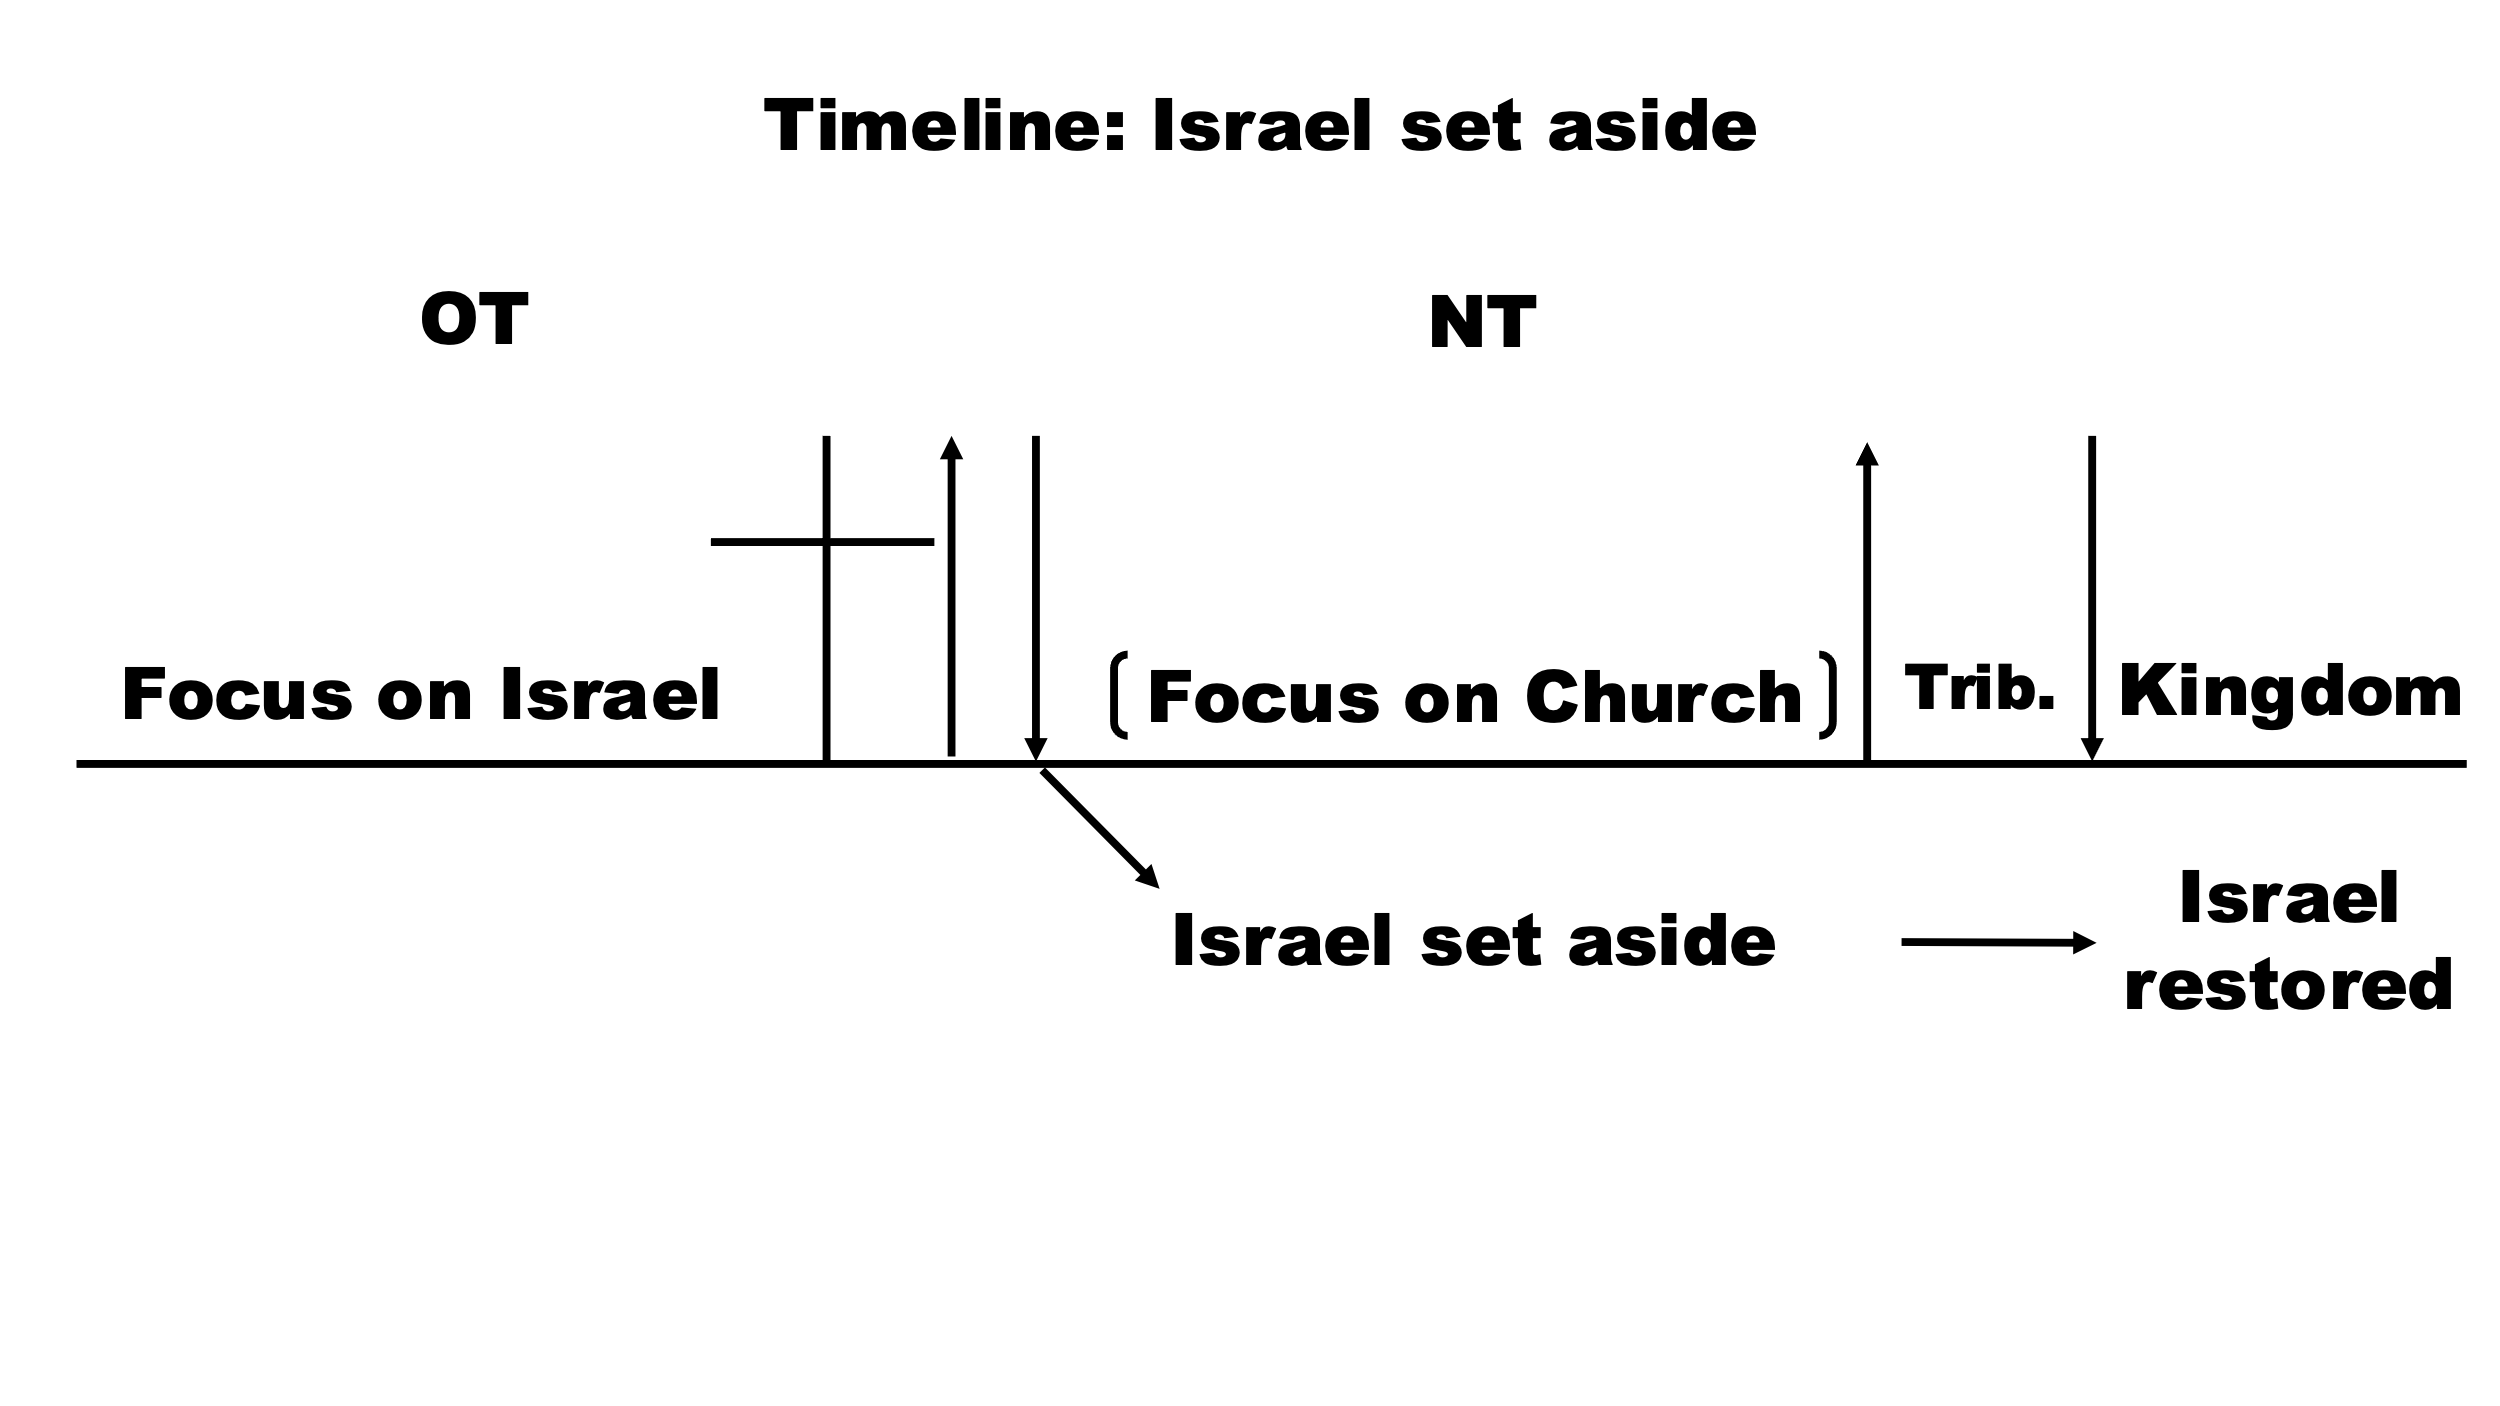 Timeline: Israel set aside
OT
NT
Focus on Israel
Focus on Church
Trib.
Kingdom
Israel set aside
Israel
restored